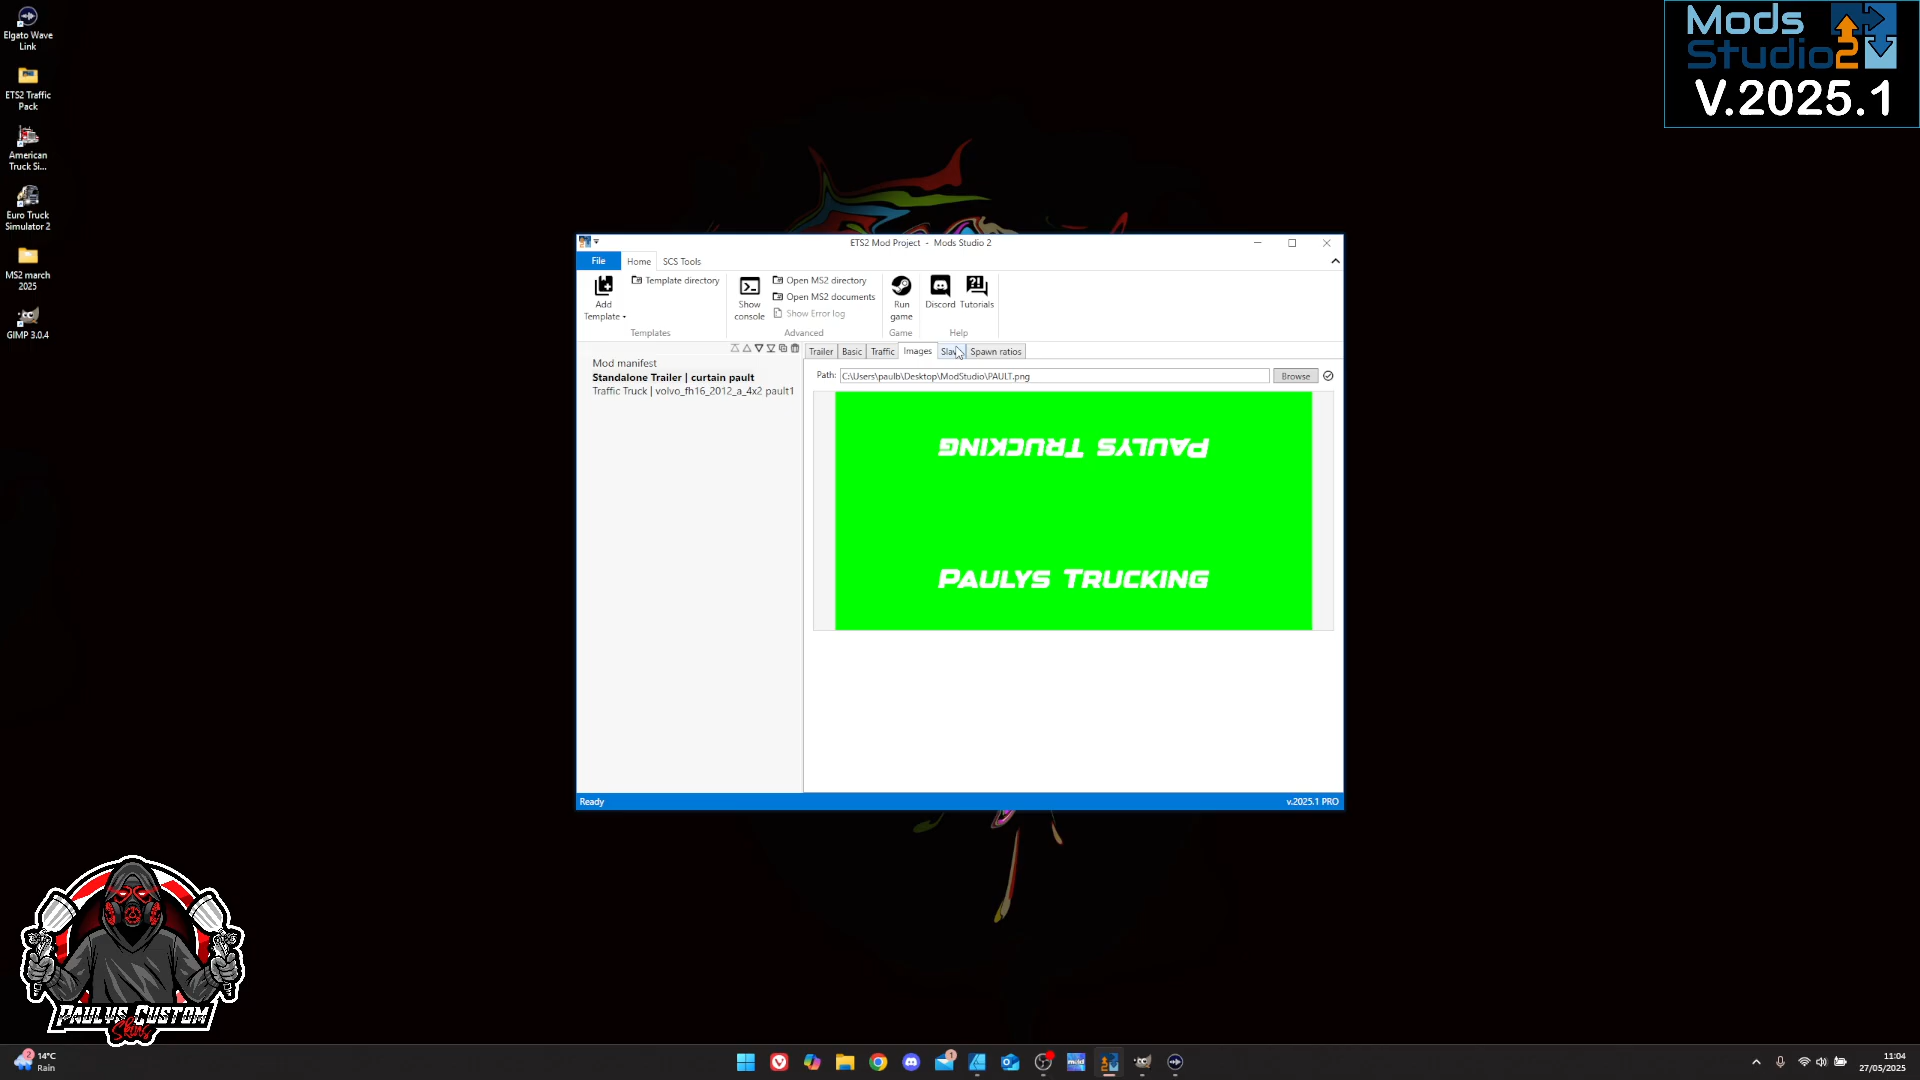 Elgato Wave
Link
ETS2 Traffic
Pack
American
Truck Si...
Euro Truck
Simulator 2
MS2 march
2025
GIMP 3.0.4
Mods
Studio2
V.2025.1
ETS2 Mod Project - Mods Studio 2
File Home SCS Tools
Add
Template
Template directory
Templates
Show
console
Open MS2 directory
Open MS2 documents
Show Error log
Advanced
Run
game
Game
Discord Tutorials
Help
Mod manifest
Standalone Trailer | curtain pault
Traffic Truck | volvo_fh16_2012_a_4x2 pault1
Trailer Basic Traffic Images Spawn ratios
Path: C:\Users\paulb\Desktop\ModStudio\PAULT.png Browse
Paulys Trucking
Paulys Trucking
Ready v.2025.1 PRO
Paulys Custom
Skins
14°C
Rain
11:04
27/05/2025